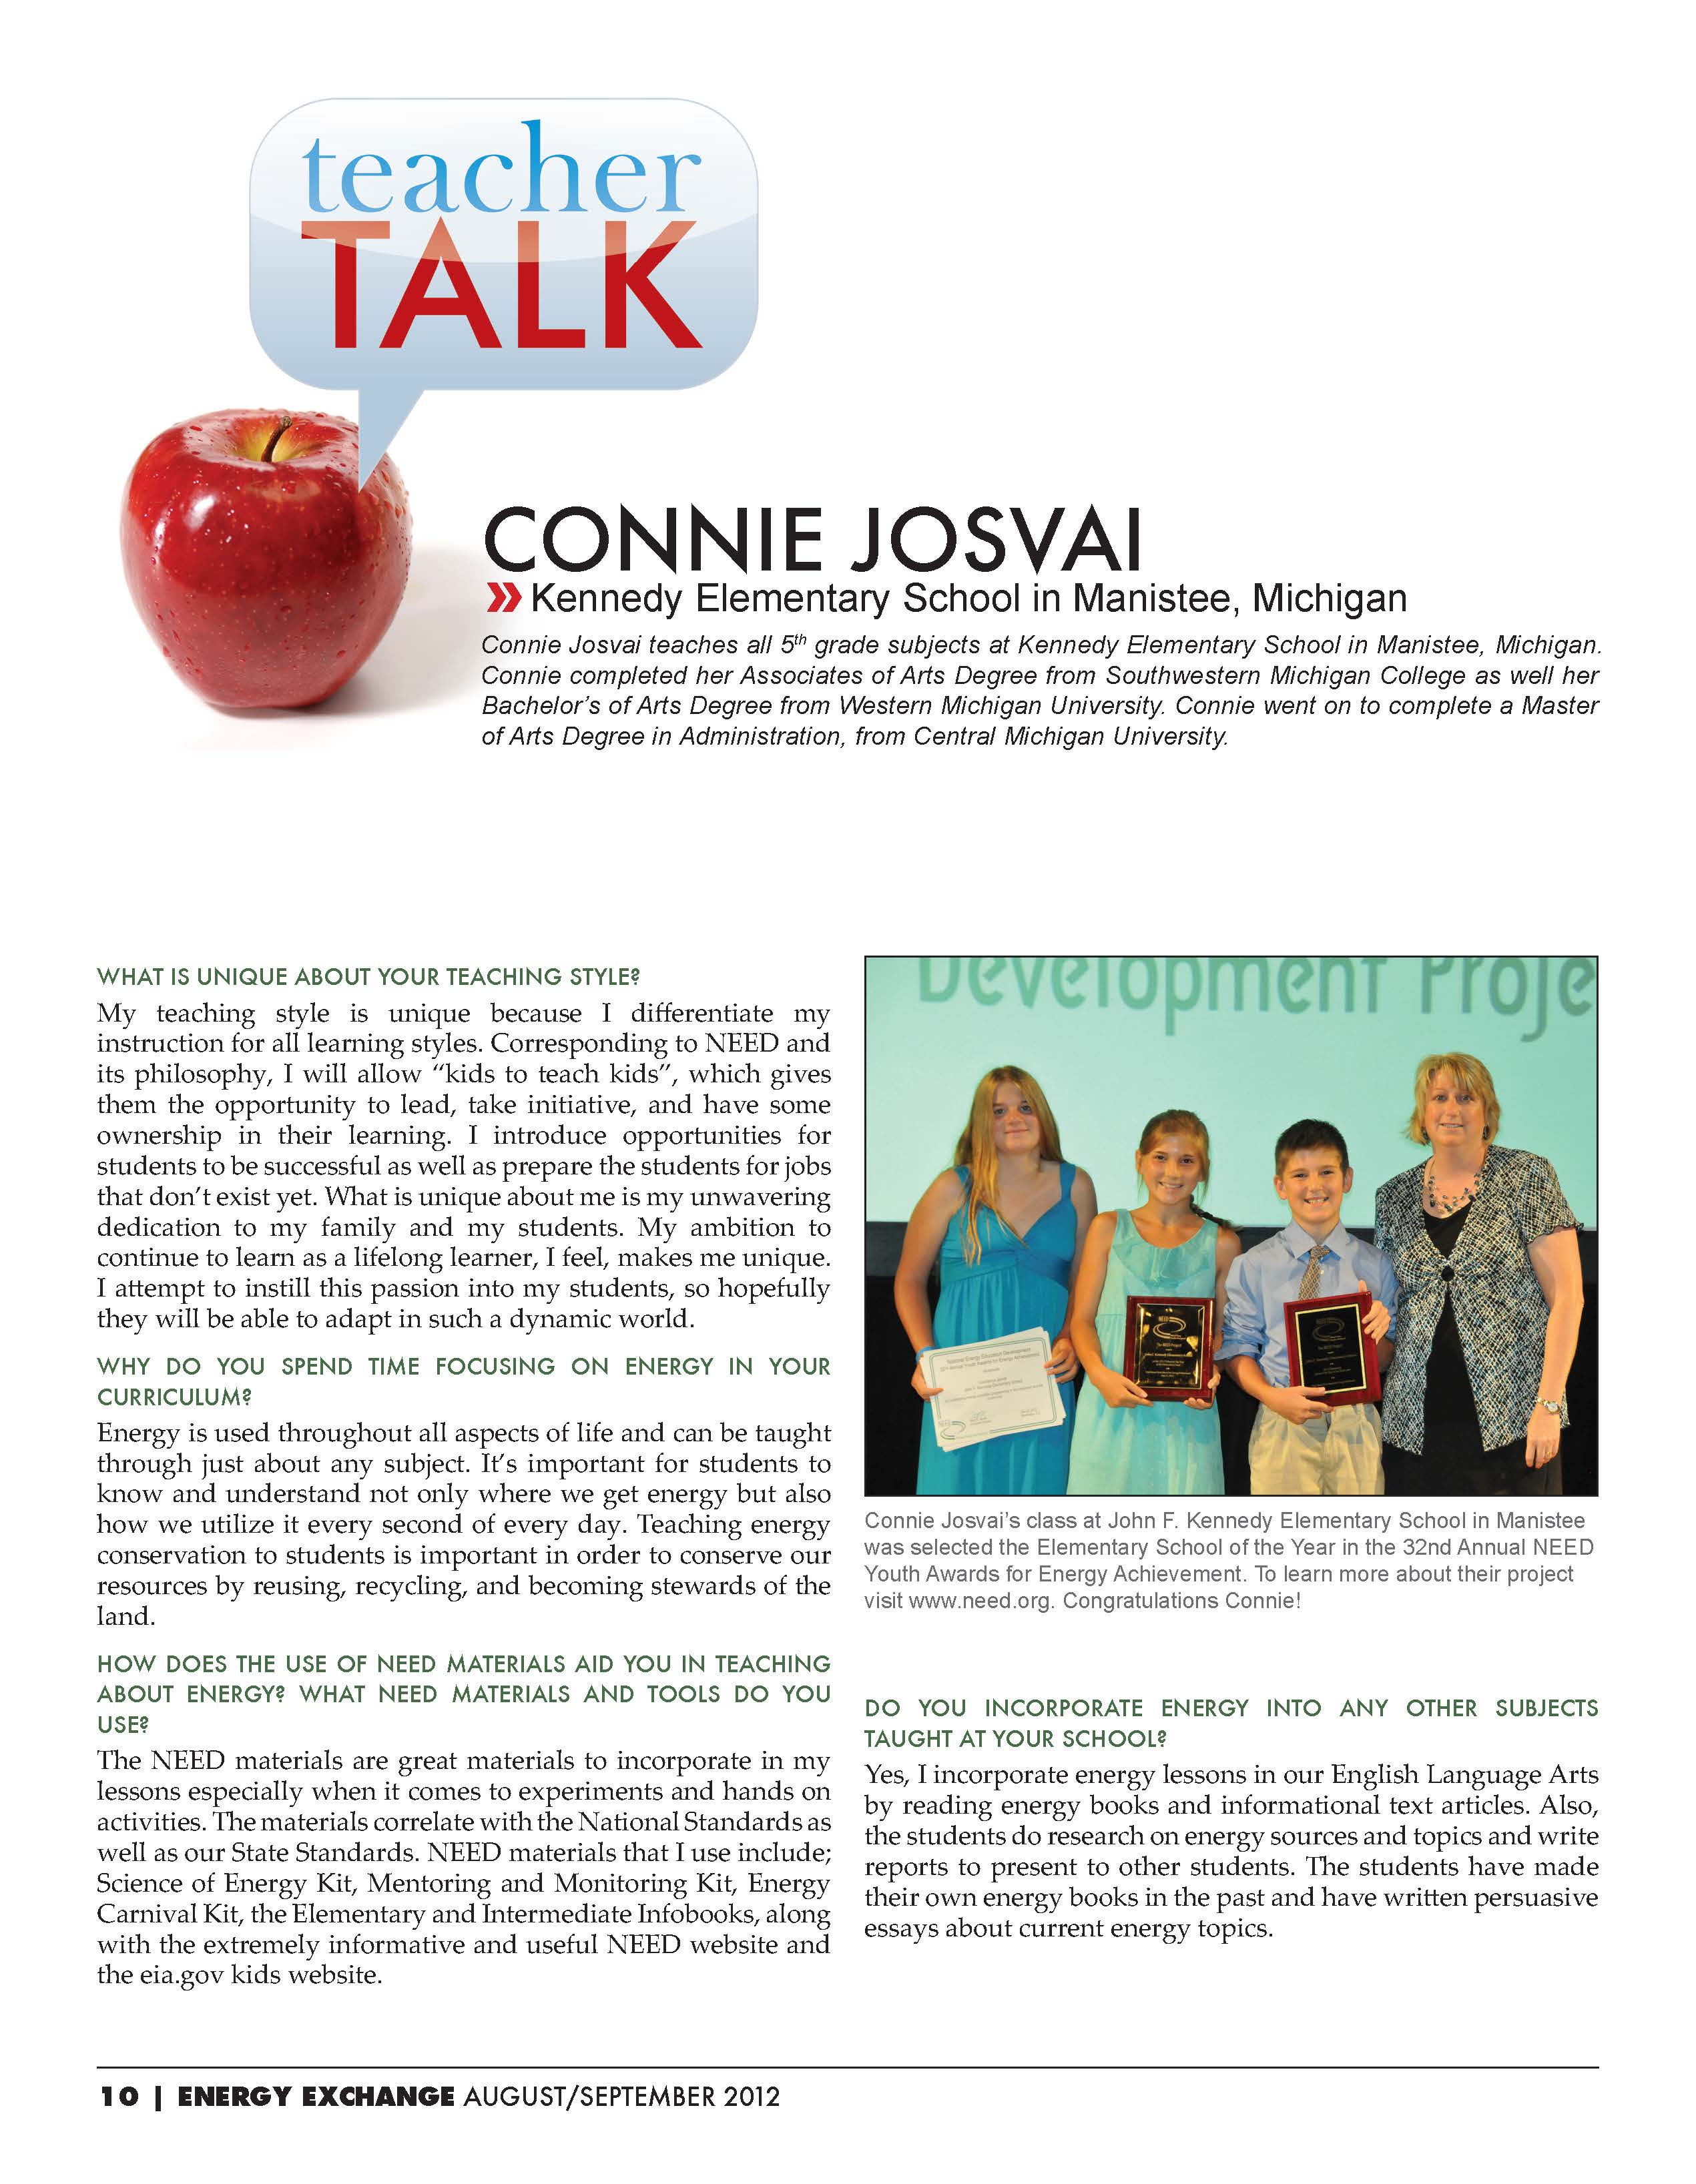 teacher
TALK
CONNIE JOSVAI
Kennedy Elementary School in Manistee, Michigan
Connie Josvai teaches all 5th grade subjects at Kennedy Elementary School in Manistee, Michigan.
Connie completed her Associates of Arts Degree from Southwestern Michigan College as well her
Bachelor's of Arts Degree from Western Michigan University. Connie went on to complete a Master
of Arts Degree in Administration, from Central Michigan University.
WHAT IS UNIQUE ABOUT YOUR TEACHING STYLE?
My teaching style is unique because I differentiate my
instruction for all learning styles. Corresponding to NEED and
its philosophy, I will allow “kids to teach kids”, which gives
them the opportunity to lead, take initiative, and have some
ownership in their learning. I introduce opportunities for
students to be successful as well as prepare the students for jobs
that don't exist yet. What is unique about me is my unwavering
dedication to my family and my students. My ambition to
continue to learn as a lifelong learner, I feel, makes me unique.
I attempt to instill this passion into my students, so hopefully
they will be able to adapt in such a dynamic world.
WHY DO YOU SPEND TIME FOCUSING ON ENERGY IN YOUR
CURRICULUM?
Energy is used throughout all aspects of life and can be taught
through just about any subject. It's important for students to
know and understand not only where we get energy but also
how we utilize it every second of every day. Teaching energy
conservation to students is important in order to conserve our
resources by reusing, recycling, and becoming stewards of the
land.
HOW DOES THE USE OF NEED MATERIALS AID YOU IN TEACHING
ABOUT ENERGY? WHAT NEED MATERIALS AND TOOLS DO YOU
USE?
The NEED materials are great materials to incorporate in my
lessons especially when it comes to experiments and hands on
activities. The materials correlate with the National Standards as
well as our State Standards. NEED materials that I use include;
Science of Energy Kit, Mentoring and Monitoring Kit, Energy
Carnival Kit, the Elementary and Intermediate Infobooks, along
with the extremely informative and useful NEED website and
the eia.gov kids website.
Development Proje
National Energy Education Development
Connie Josvai's class at John F. Kennedy Elementary School in Manistee
was selected the Elementary School of the Year in the 32nd Annual NEED
Youth Awards for Energy Achievement. To learn more about their project
visit www.need.org. Congratulations Connie!
DO YOU INCORPORATE ENERGY INTO ANY OTHER SUBJECTS
TAUGHT AT YOUR SCHOOL?
Yes, I incorporate energy lessons in our English Language Arts
by reading energy books and informational text articles. Also,
the students do research on energy sources and topics and write
reports to present to other students. The students have made
their own energy books in the past and have written persuasive
essays about current energy topics.
10 | ENERGY EXCHANGE AUGUST/SEPTEMBER 2012